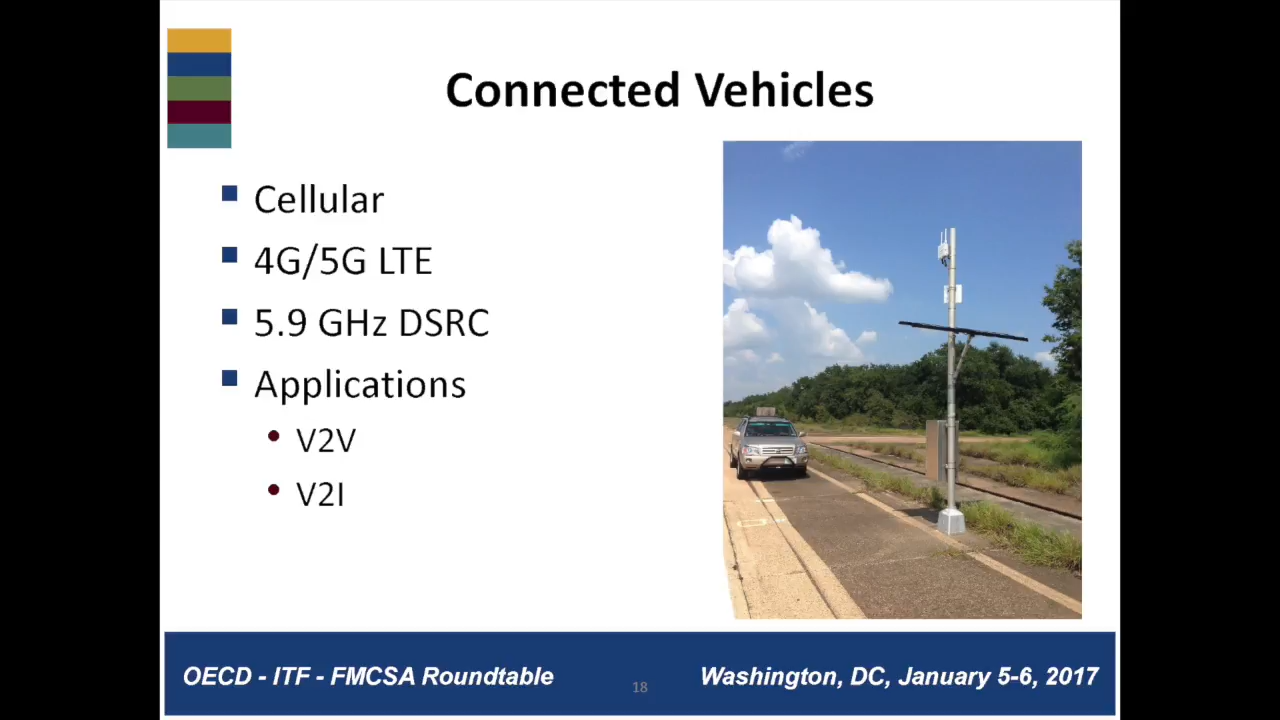 Connected Vehicles
Cellular
4G/5G LTE
5.9 GHz DSRC
Applications
V2V
V2I
OECD - ITF - FMCSA Roundtable
18
Washington, DC, January 5-6, 2017